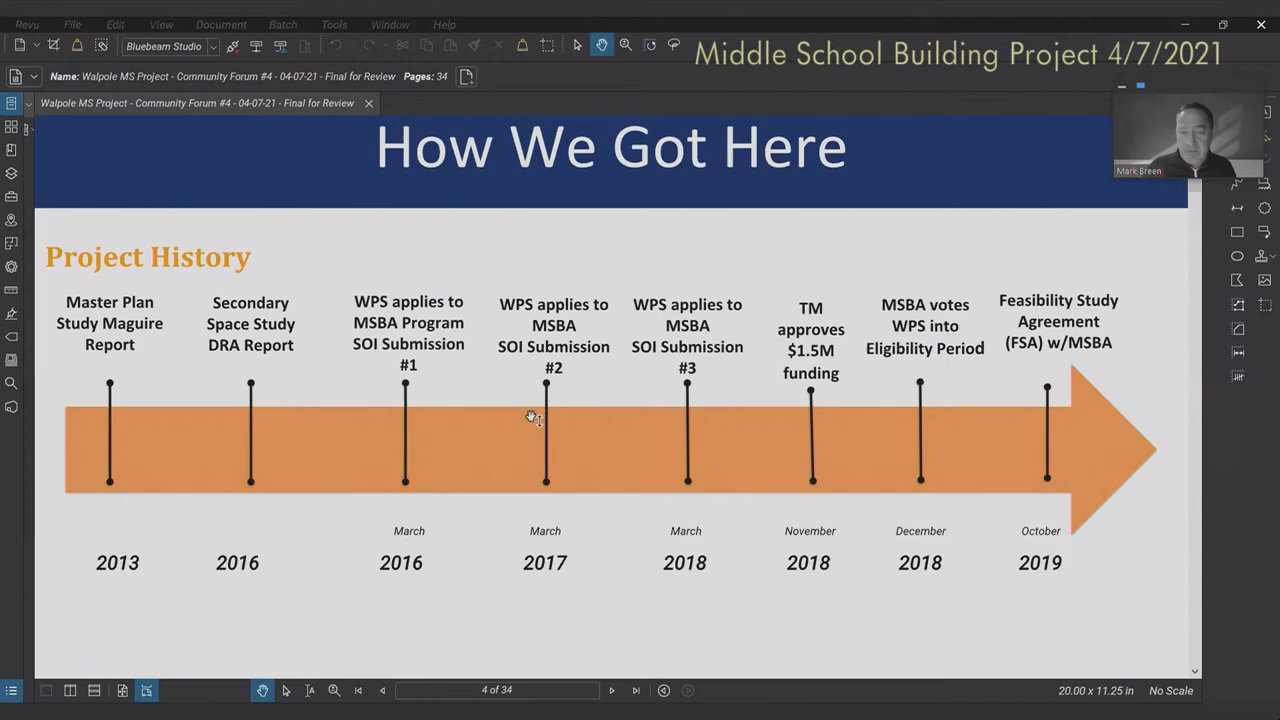 Revu File Edit View Document Batch Tools Window Help
Bluebeam Studio
Middle School Building Project 4/7/2021
Name: Walpole MS Project - Community Forum #4 - 04-07-21 - Final for Review Pages: 34
Walpole MS Project - Community Forum #4 - 04-07-21 - Final for Review
Mark Breen
How We Got Here
Project History
Master Plan
Study Maguire
Report
Secondary
Space Study
DRA Report
WPS applies to
MSBA Program
SOI Submission
#1
WPS applies to
MSBA
SOI Submission
#2
WPS applies to
MSBA
SOI Submission
#3
TM
approves
$1.5M
funding
MSBA votes
WPS into
Eligibility Period
Feasibility Study
Agreement
(FSA) w/MSBA
March March March November December October
2013 2016 2016 2017 2018 2018 2018 2019
4 of 34
20.00 x 11.25 in No Scale